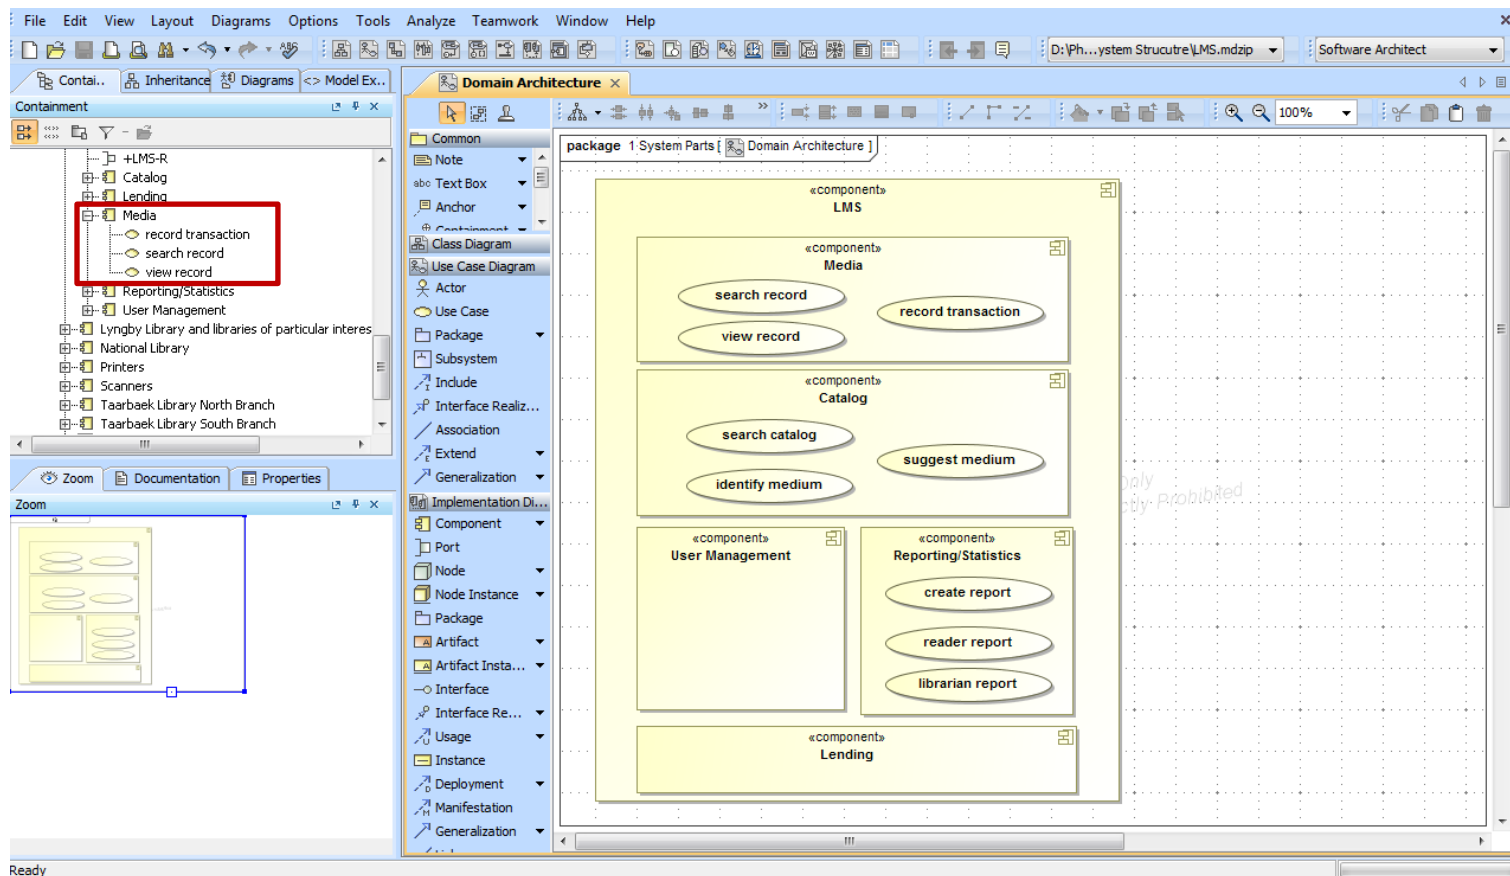 File Edit View Layout Diagrams Options Tools Analyze Teamwork Window Help
D:\Ph...ystem Strucutre\LMS.mdzip
Software Architect
Contai.. Inheritance Diagrams <> Model Ex..
Containment
+LMS-R
Catalog
Lending
Media
record transaction
search record
view record
Reporting/Statistics
User Management
Lyngby Library and libraries of particular interes
National Library
Printers
Scanners
Taarbaek Library North Branch
Taarbaek Library South Branch
Zoom Documentation Properties
Zoom
Domain Architecture
100%
Common
Note
abc Text Box
Anchor
Containment
Class Diagram
Use Case Diagram
Actor
Use Case
Package
Subsystem
Include
Interface Realiz...
Association
Extend
Generalization
Implementation Di...
Component
Port
Node
Node Instance
Package
Artifact
Artifact Insta...
Interface
Interface Re...
Usage
Instance
Deployment
Manifestation
Generalization
package 1 System Parts [ Domain Architecture ]
«component»
LMS
«component»
Media
search record
record transaction
view record
«component»
Catalog
search catalog
suggest medium
identify medium
«component»
User Management
«component»
Reporting/Statistics
create report
reader report
librarian report
«component»
Lending
Only
ctly Prohibited
Ready